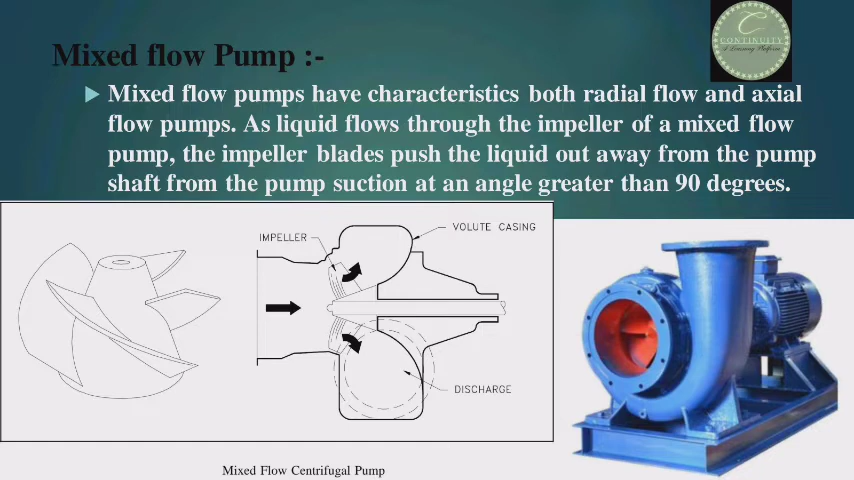 CONTINUITY
A Learning Platform
Mixed flow Pump :-
Mixed flow pumps have characteristics both radial flow and axial
flow pumps. As liquid flows through the impeller of a mixed flow
pump, the impeller blades push the liquid out away from the pump
shaft from the pump suction at an angle greater than 90 degrees.
IMPELLER
VOLUTE CASING
DISCHARGE
Mixed Flow Centrifugal Pump